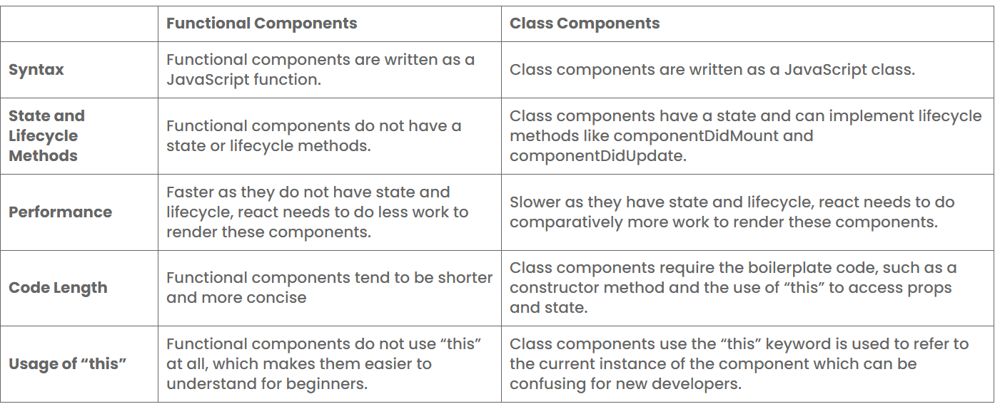 Functional Components
Class Components
Syntax
Functional components are written as a
JavaScript function.
Class components are written as a JavaScript class.
State and
Lifecycle
Methods
Functional components do not have a
state or lifecycle methods.
Class components have a state and can implement lifecycle
methods like componentDidMount and
componentDidUpdate.
Performance
Faster as they do not have state and
lifecycle, react needs to do less work to
render these components.
Slower as they have state and lifecycle, react needs to do
comparatively more work to render these components.
Code Length
Functional components tend to be shorter
and more concise
Class components require the boilerplate code, such as a
constructor method and the use of “this” to access props
and state.
Usage of “this”
Functional components do not use “this”
at all, which makes them easier to
understand for beginners.
Class components use the “this” keyword is used to refer to
the current instance of the component which can be
confusing for new developers.